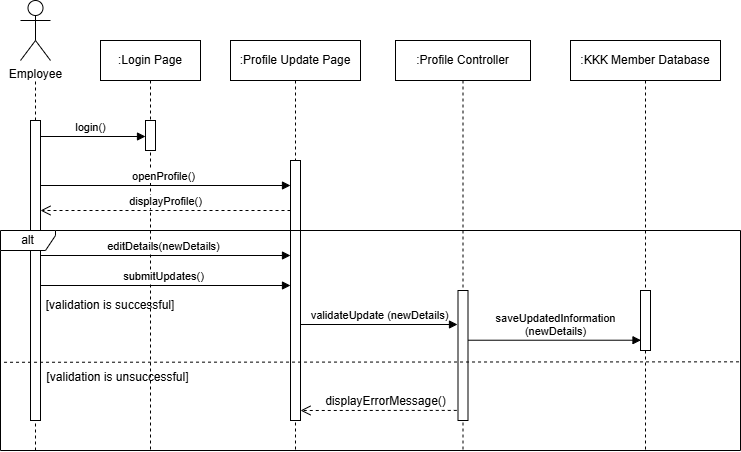 Employee
:Login Page
:Profile Update Page
:Profile Controller
:KKK Member Database
login()
openProfile()
displayProfile()
alt
editDetails(newDetails)
submitUpdates()
[validation is successful]
validateUpdate (newDetails)
saveUpdatedInformation
(newDetails)
[validation is unsuccessful]
displayErrorMessage()